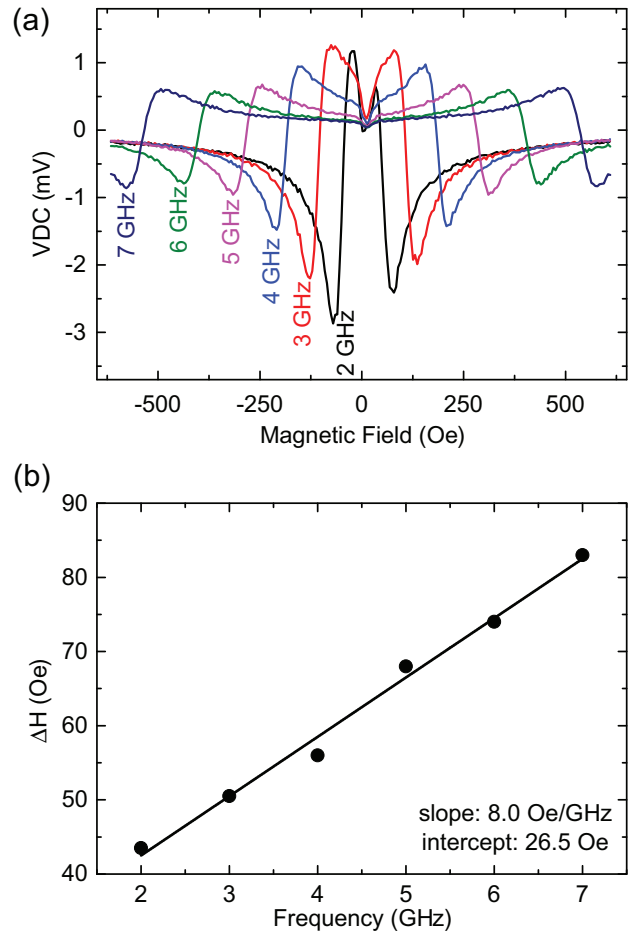 (a)
1
0
-1
-2
-3
VDC (mV)
7 GHz
6 GHz
5 GHz
4 GHz
3 GHz
2 GHz
-500 -250 0 250 500
Magnetic Field (Oe)
(b)
90
80
70
60
50
40
ΔH (Oe)
slope: 8.0 Oe/GHz
intercept: 26.5 Oe
2 3 4 5 6 7
Frequency (GHz)